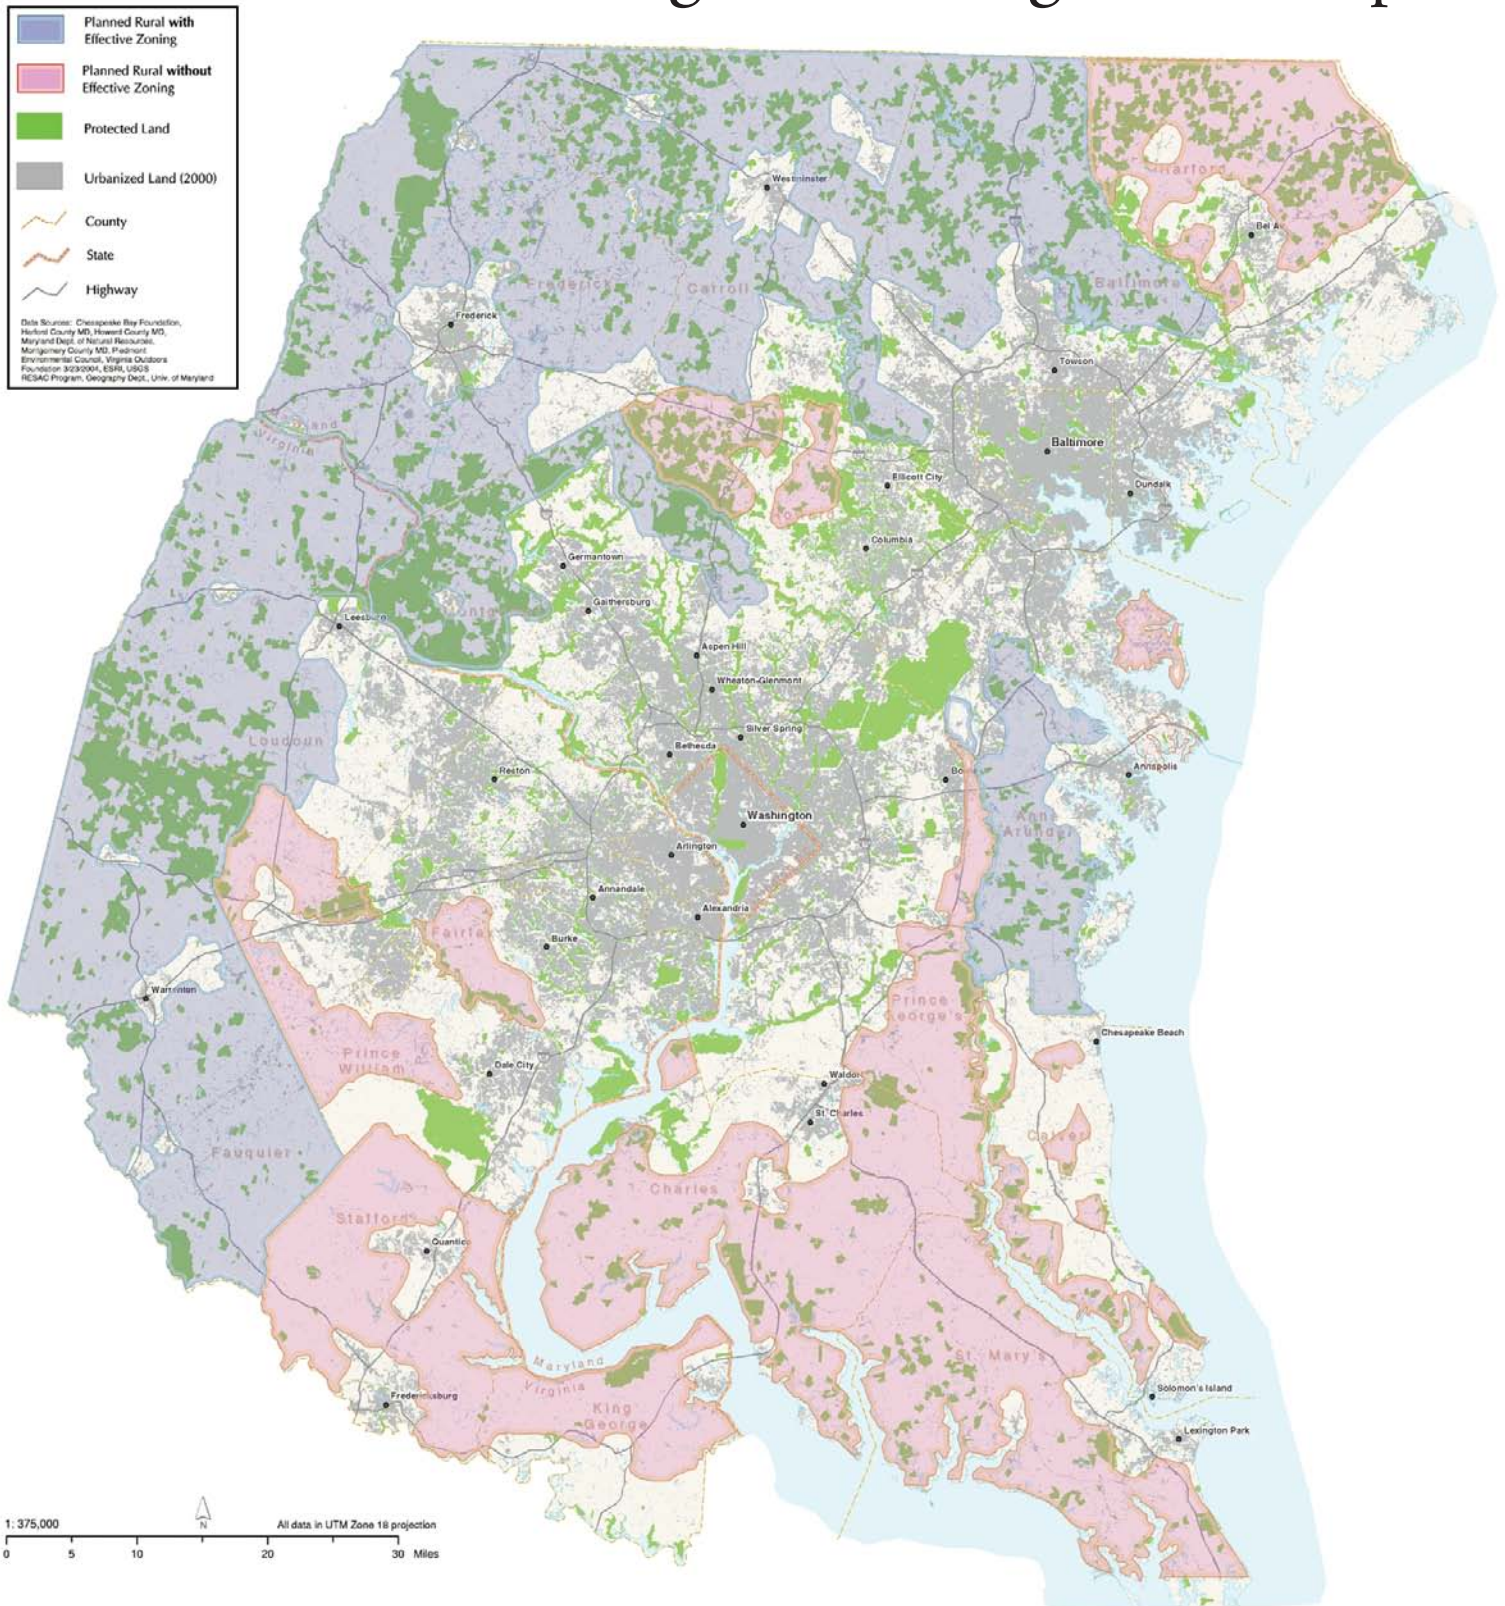 Planned Rural with
Effective Zoning
Planned Rural without
Effective Zoning
Protected Land
Urbanized Land (2000)
County
State
Highway
Data Sources: Chesapeake Bay Foundation,
Harford County MD, Howard County MD,
Maryland Dept. of Natural Resources,
Montgomery County MD, Piedmont
Environmental Council, Virginia Outdoors
Foundation 3/23/2004, ESRI, USGS
RESAC Program, Geography Dept., Univ. of Maryland
Westminster
Harford
Bel A
Frederick
Carroll
Baltimore
Frederick
Towson
Virginia
Baltimore
Ellicott City
Dundalk
Columbia
Germantown
Gaithersburg
Leesburg
Aspen Hill
Wheaton-Glenmont
Silver Spring
Loudoun
Bethesda
Reston
Annapolis
Washington
Arlington
Anne
Arundel
Annandale
Alexandria
Fairfax
Burke
Warrenton
Prince
George's
Chesapeake Beach
Prince
William
Dale City
Waldorf
St. Charles
Calvert
Fauquier
Charles
Stafford
Quantico
Maryland
Virginia
St. Mary's
Fredericksburg
King
George
Solomon's Island
Lexington Park
1: 375,000
N
All data in UTM Zone 18 projection
0 5 10 20 30 Miles